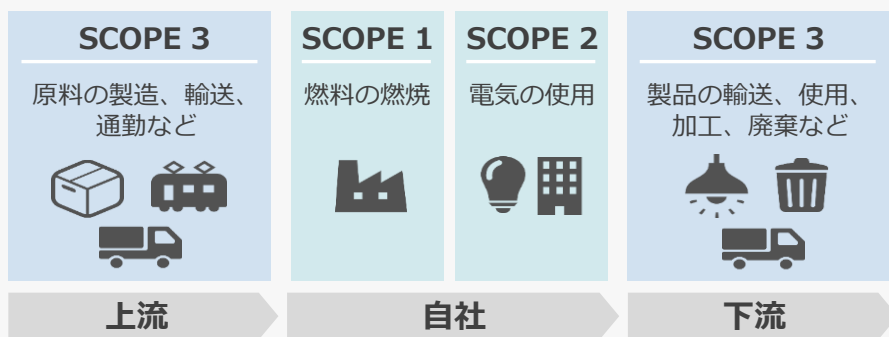 SCOPE 3
原料の製造、輸送、
通勤など
SCOPE 1
燃料の燃焼
SCOPE 2
電気の使用
SCOPE 3
製品の輸送、使用、
加工、廃棄など
上流
自社
下流